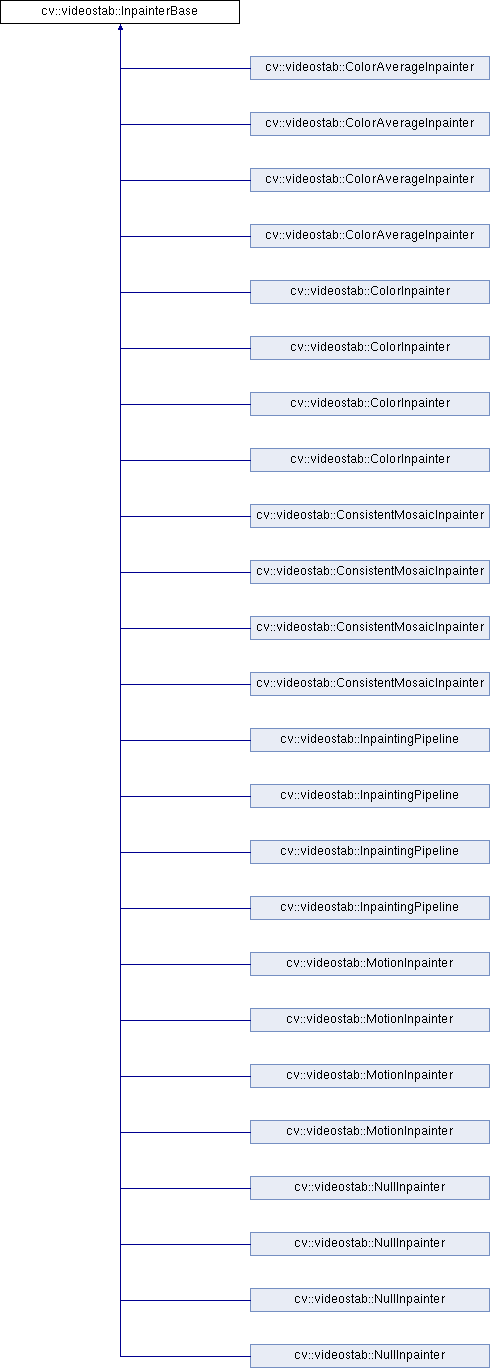 cv::videostab::InpainterBase
cv::videostab::ColorAverageInpainter
cv::videostab::ColorAverageInpainter
cv::videostab::ColorAverageInpainter
cv::videostab::ColorAverageInpainter
cv::videostab::ColorInpainter
cv::videostab::ColorInpainter
cv::videostab::ColorInpainter
cv::videostab::ColorInpainter
cv::videostab::ConsistentMosaicInpainter
cv::videostab::ConsistentMosaicInpainter
cv::videostab::ConsistentMosaicInpainter
cv::videostab::ConsistentMosaicInpainter
cv::videostab::InpaintingPipeline
cv::videostab::InpaintingPipeline
cv::videostab::InpaintingPipeline
cv::videostab::InpaintingPipeline
cv::videostab::MotionInpainter
cv::videostab::MotionInpainter
cv::videostab::MotionInpainter
cv::videostab::MotionInpainter
cv::videostab::NullInpainter
cv::videostab::NullInpainter
cv::videostab::NullInpainter
cv::videostab::NullInpainter